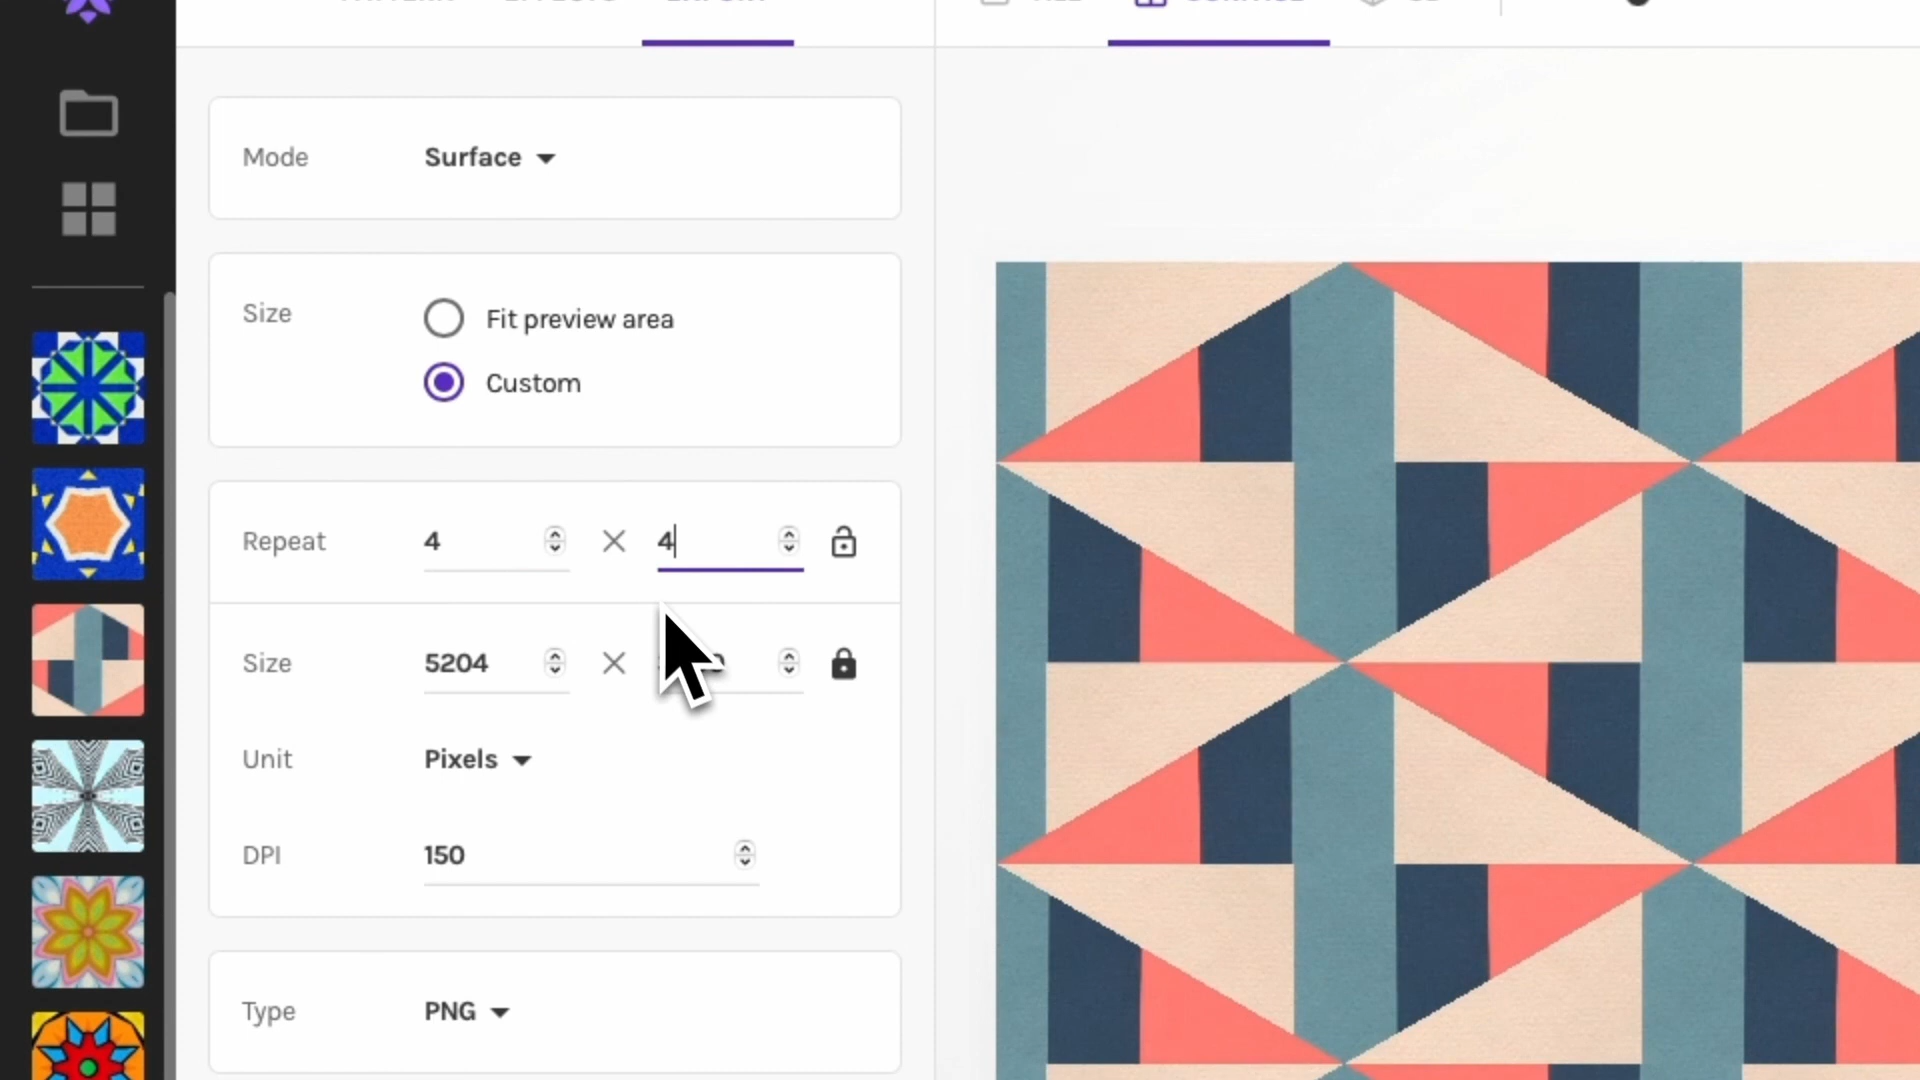 Mode Surface
Size Fit preview area
Custom
Repeat 4 × 4
Size 5204 ×
Unit Pixels
DPI 150
Type PNG